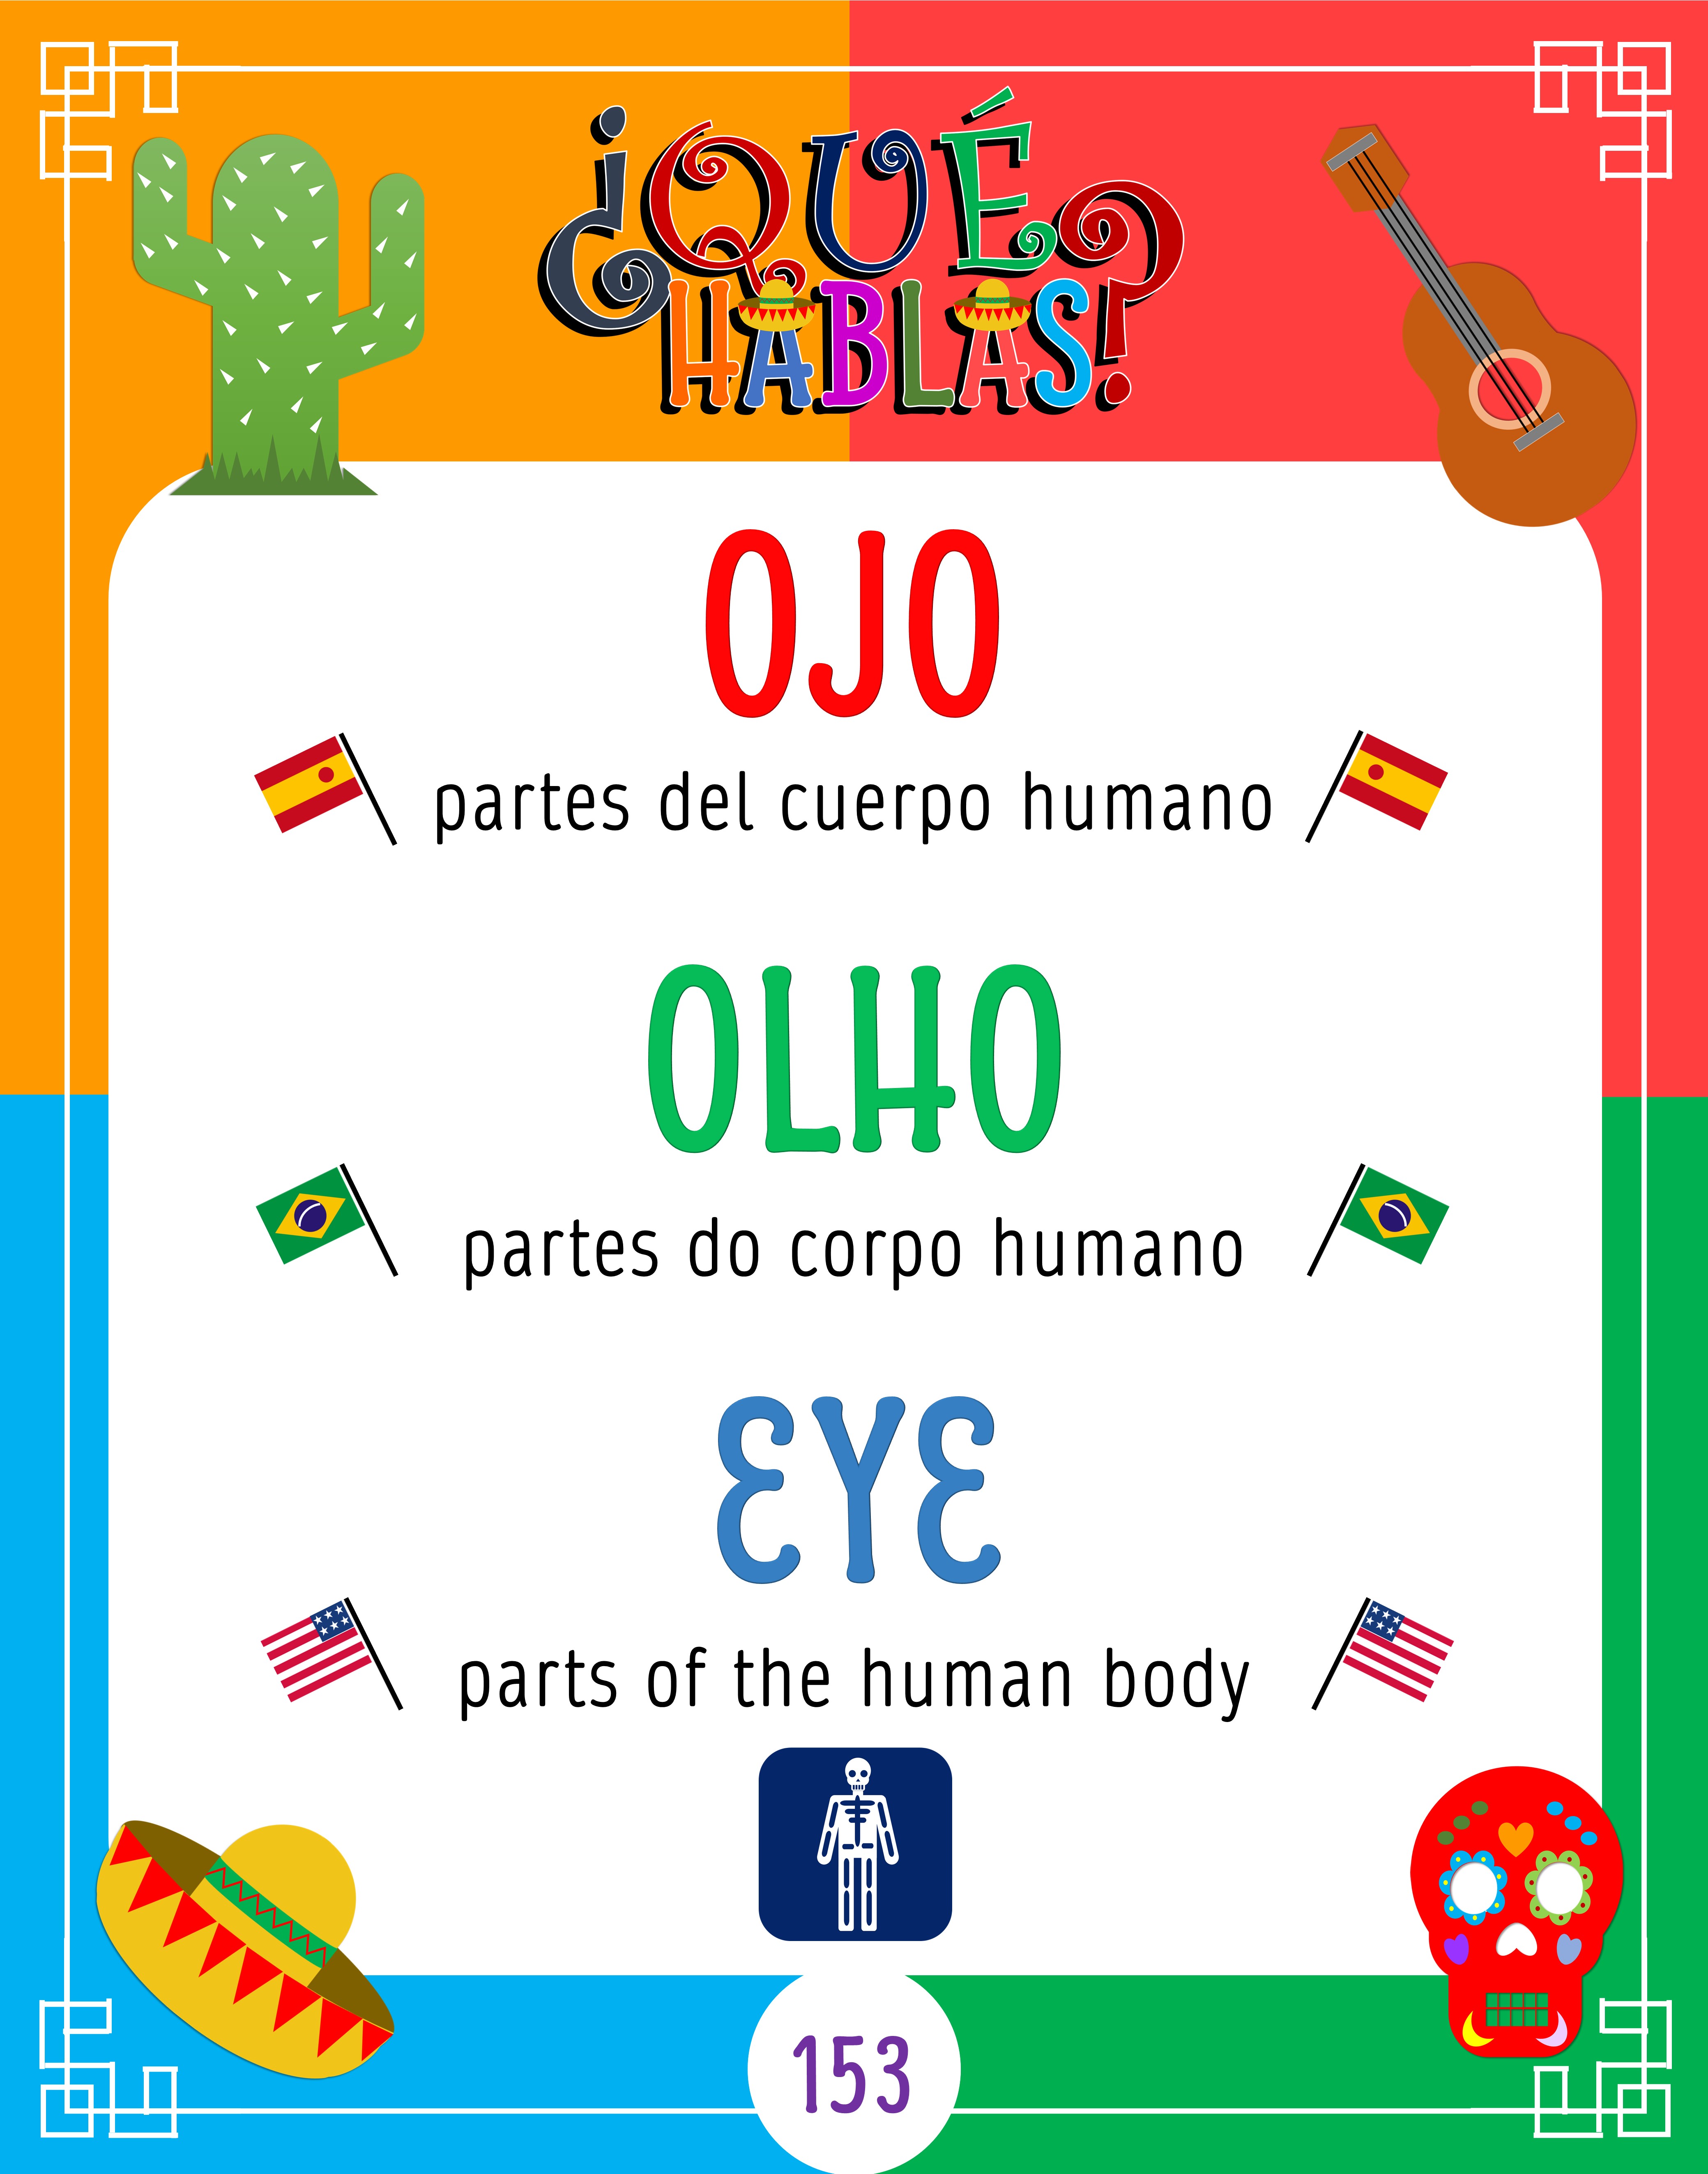 ¿QUÉ?
HABLAS!
OJO
partes del cuerpo humano
OLHO
partes do corpo humano
EYE
parts of the human body
153